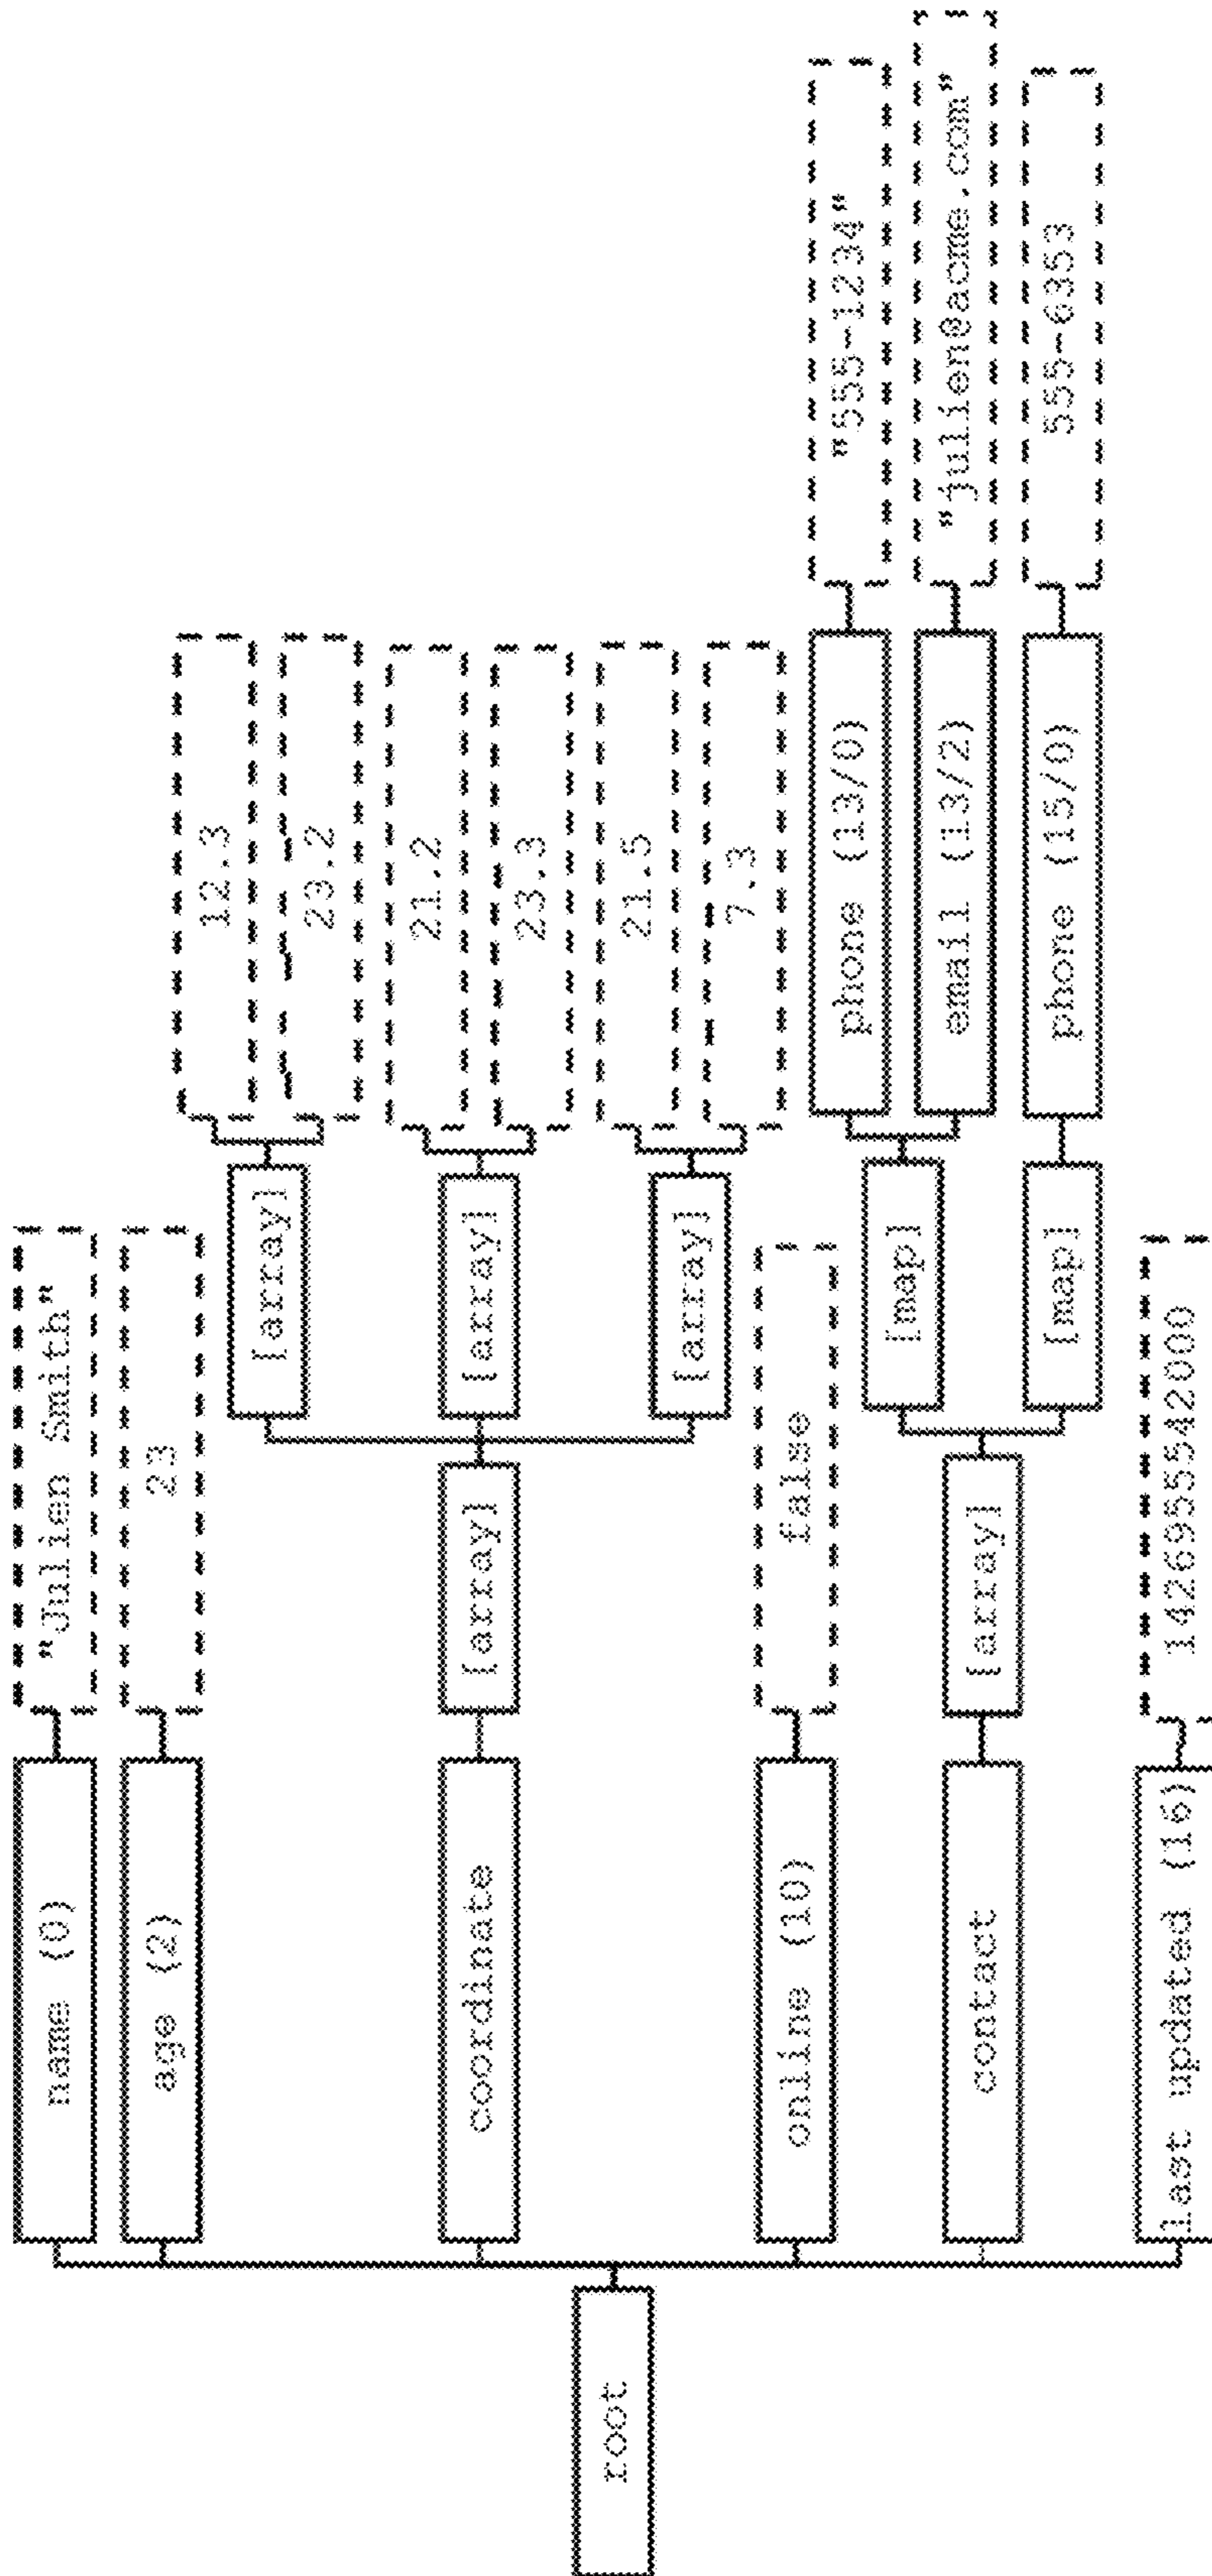 root
name (0)
"Julien Smith"
age (2)
23
coordinate
[array]
[array]
12.3
23.2
[array]
21.2
23.3
[array]
21.5
7.3
online (10)
false
contact
[array]
[map]
phone (13/0)
"555-1234"
email (13/2)
"julien@acme.com"
[map]
phone (15/0)
555-6353
last updated (16)
1426955542000